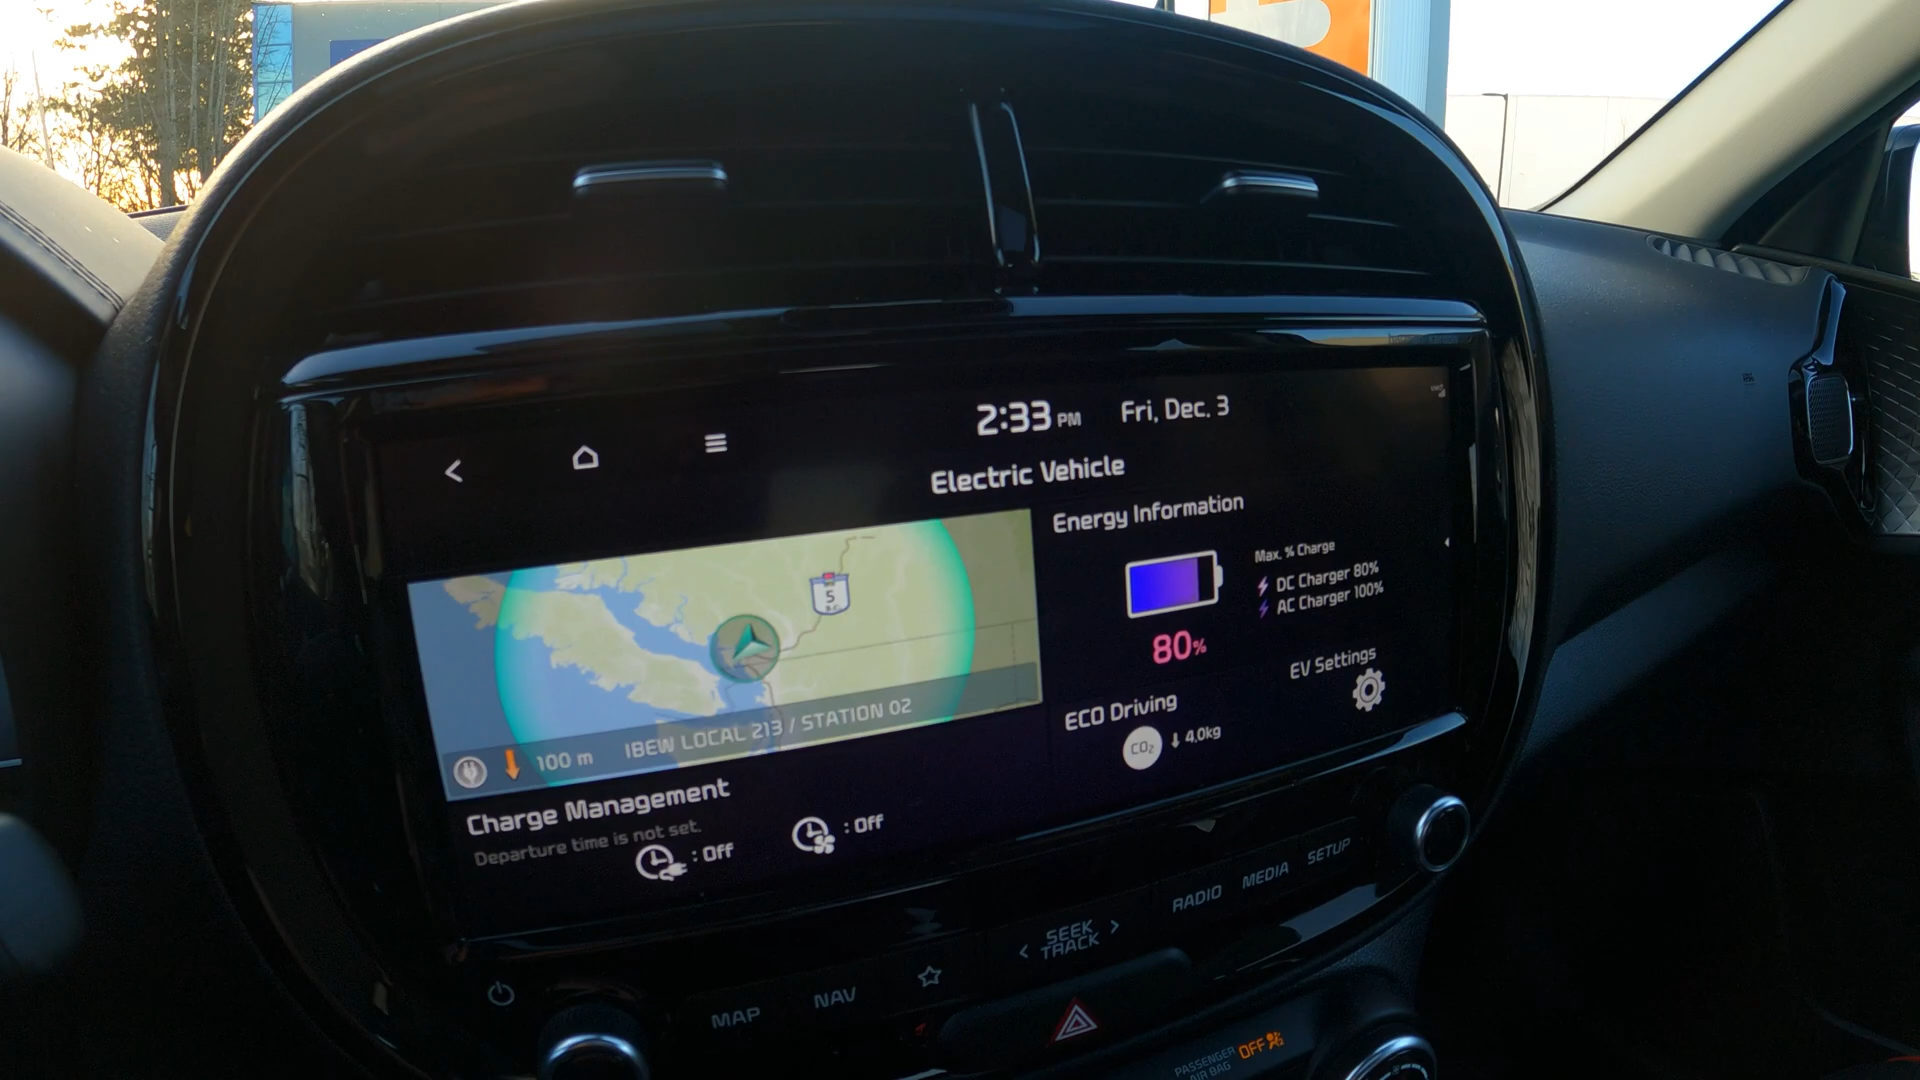 2:33 PM Fri, Dec. 3
Electric Vehicle
5
B.C.
100 m IBEW LOCAL 213 / STATION 02
Charge Management
Departure time is not set.
: Off
: Off
Energy Information
Max. % Charge
DC Charger 80%
AC Charger 100%
80%
EV Settings
ECO Driving
CO₂ 4.0kg
MAP
NAV
SEEK
TRACK
RADIO
MEDIA
SETUP
PASSENGER
AIR BAG
OFF